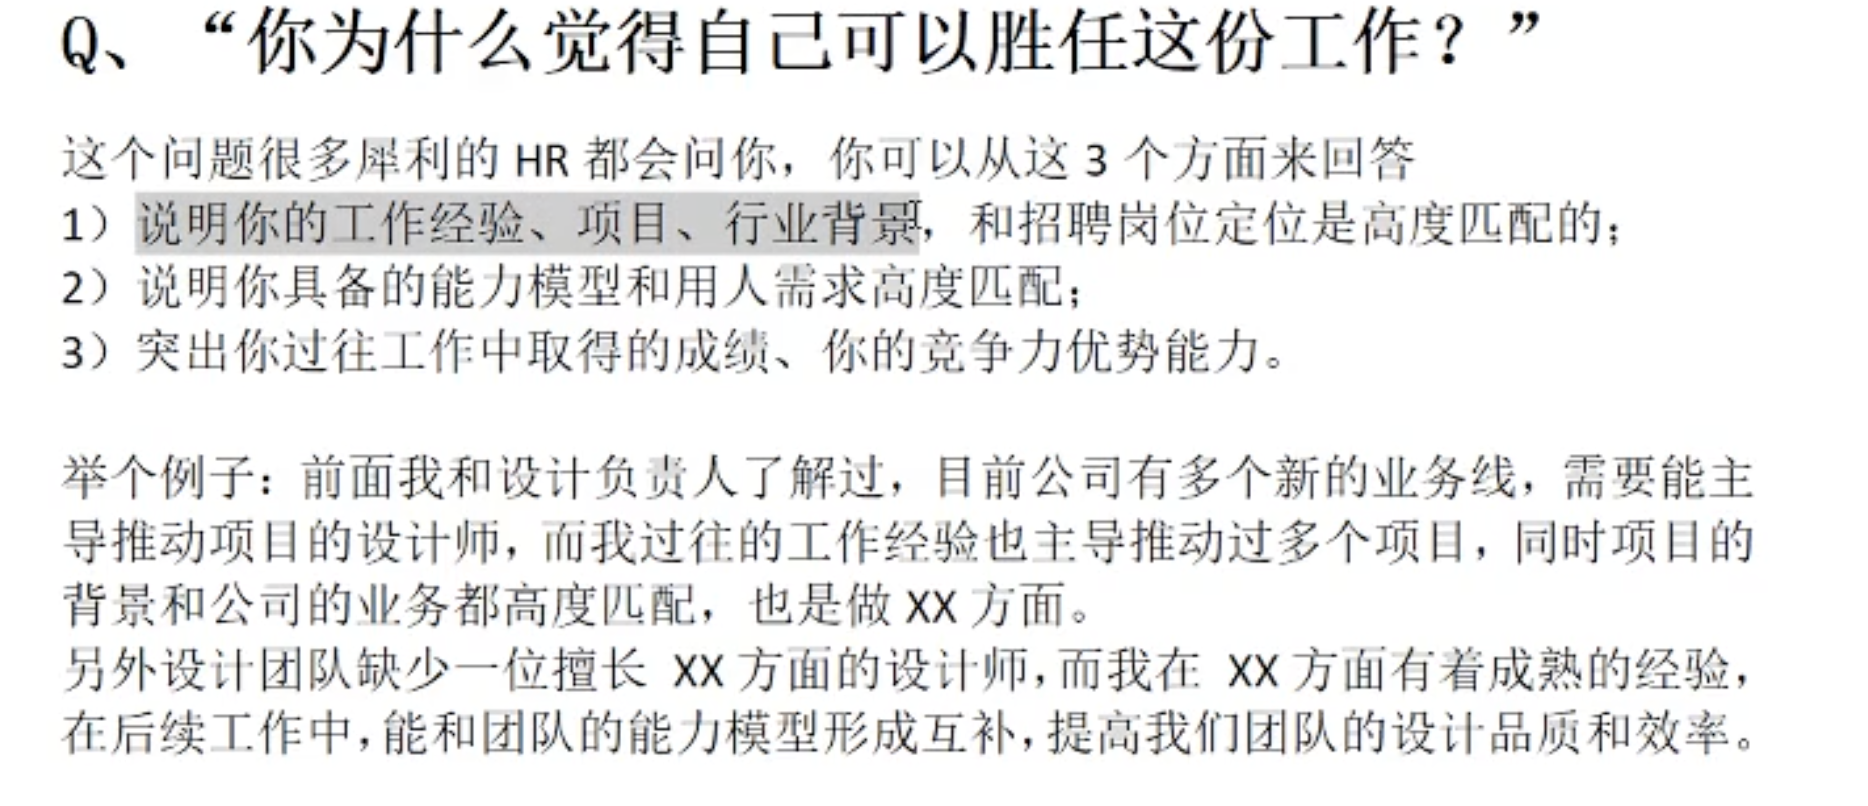 Q、“你为什么觉得自己可以胜任这份工作？”
这个问题很多犀利的 HR 都会问你，你可以从这 3 个方面来回答
1）说明你的工作经验、项目、行业背景，和招聘岗位定位是高度匹配的；
2）说明你具备的能力模型和用人需求高度匹配；
3）突出你过往工作中取得的成绩、你的竞争力优势能力。
举个例子：前面我和设计负责人了解过，目前公司有多个新的业务线，需要能主
导推动项目的设计师，而我过往的工作经验也主导推动过多个项目，同时项目的
背景和公司的业务都高度匹配，也是做 XX 方面。
另外设计团队缺少一位擅长 XX 方面的设计师，而我在 XX 方面有着成熟的经验，
在后续工作中，能和团队的能力模型形成互补，提高我们团队的设计品质和效率。